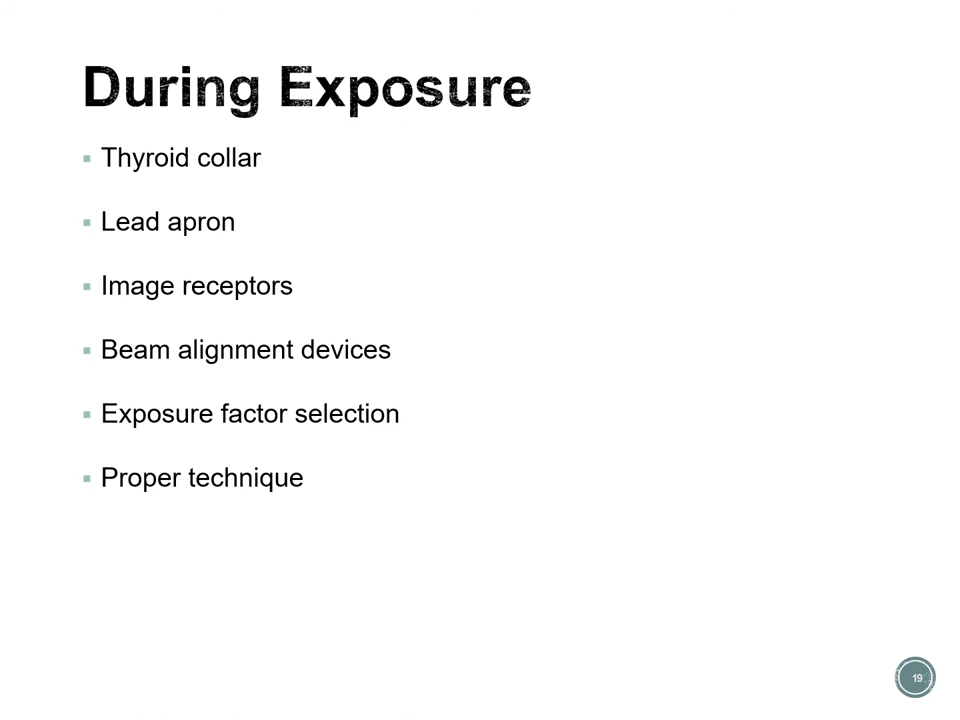 During Exposure
Thyroid collar
Lead apron
Image receptors
Beam alignment devices
Exposure factor selection
Proper technique
19